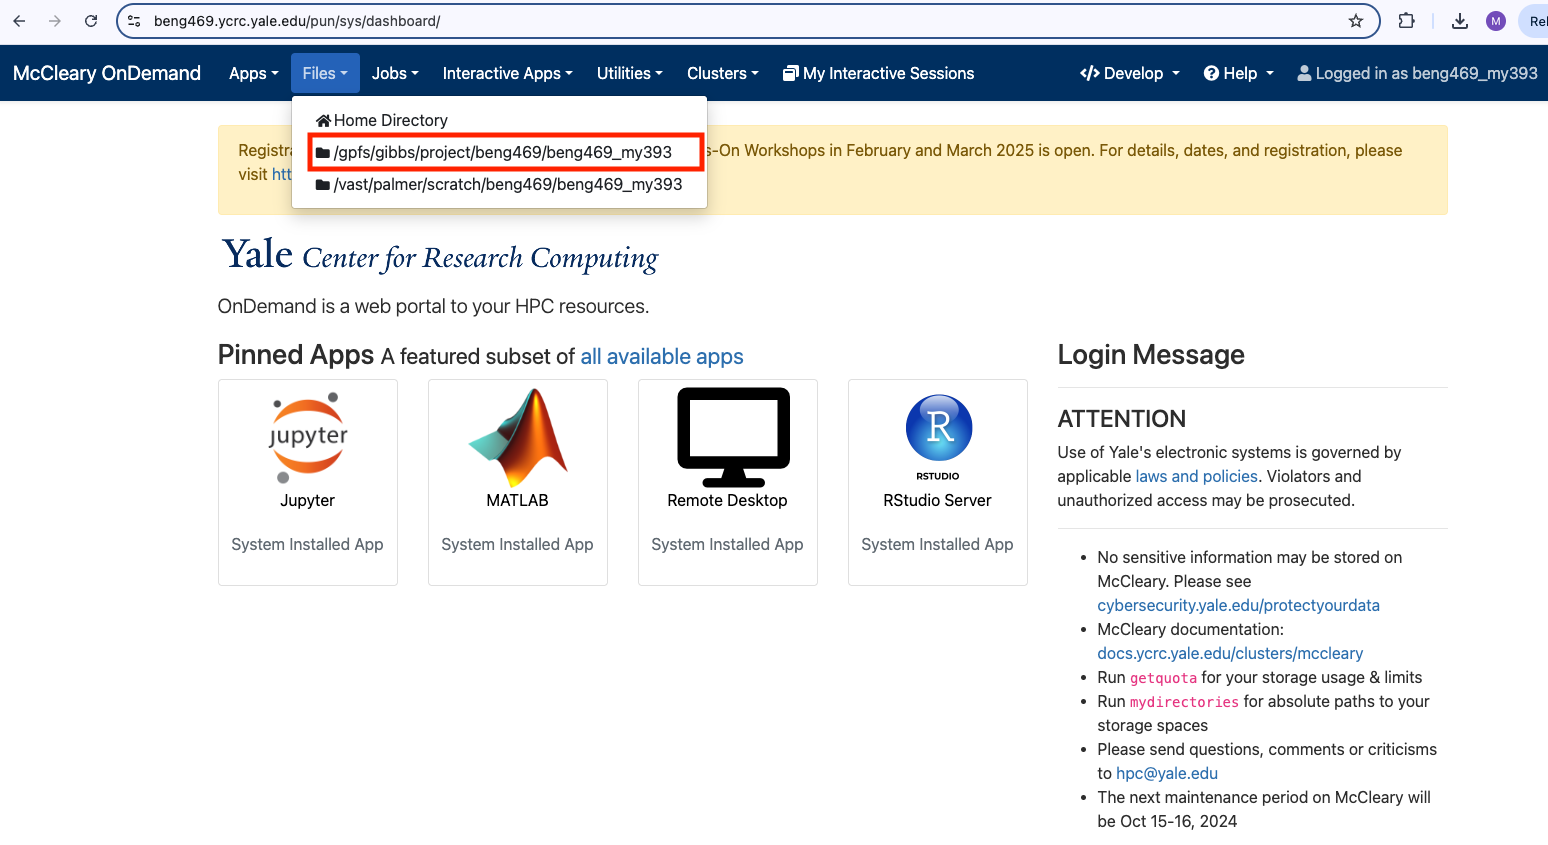 beng469.ycrc.yale.edu/pun/sys/dashboard/
M
Rel
McCleary OnDemand Apps Files Jobs Interactive Apps Utilities Clusters My Interactive Sessions </> Develop Help Logged in as beng469_my393
Home Directory
/gpfs/gibbs/project/beng469/beng469_my393
/vast/palmer/scratch/beng469/beng469_my393
Registra s-On Workshops in February and March 2025 is open. For details, dates, and registration, please
visit htt
Yale Center for Research Computing
OnDemand is a web portal to your HPC resources.
Pinned Apps A featured subset of all available apps
jupyter
Jupyter
System Installed App
MATLAB
System Installed App
Remote Desktop
System Installed App
R
RSTUDIO
RStudio Server
System Installed App
Login Message
ATTENTION
Use of Yale's electronic systems is governed by
applicable laws and policies. Violators and
unauthorized access may be prosecuted.
• No sensitive information may be stored on
McCleary. Please see
cybersecurity.yale.edu/protectyourdata
• McCleary documentation:
docs.ycrc.yale.edu/clusters/mccleary
• Run getquota for your storage usage & limits
• Run mydirectories for absolute paths to your
storage spaces
• Please send questions, comments or criticisms
to hpc@yale.edu
• The next maintenance period on McCleary will
be Oct 15-16, 2024